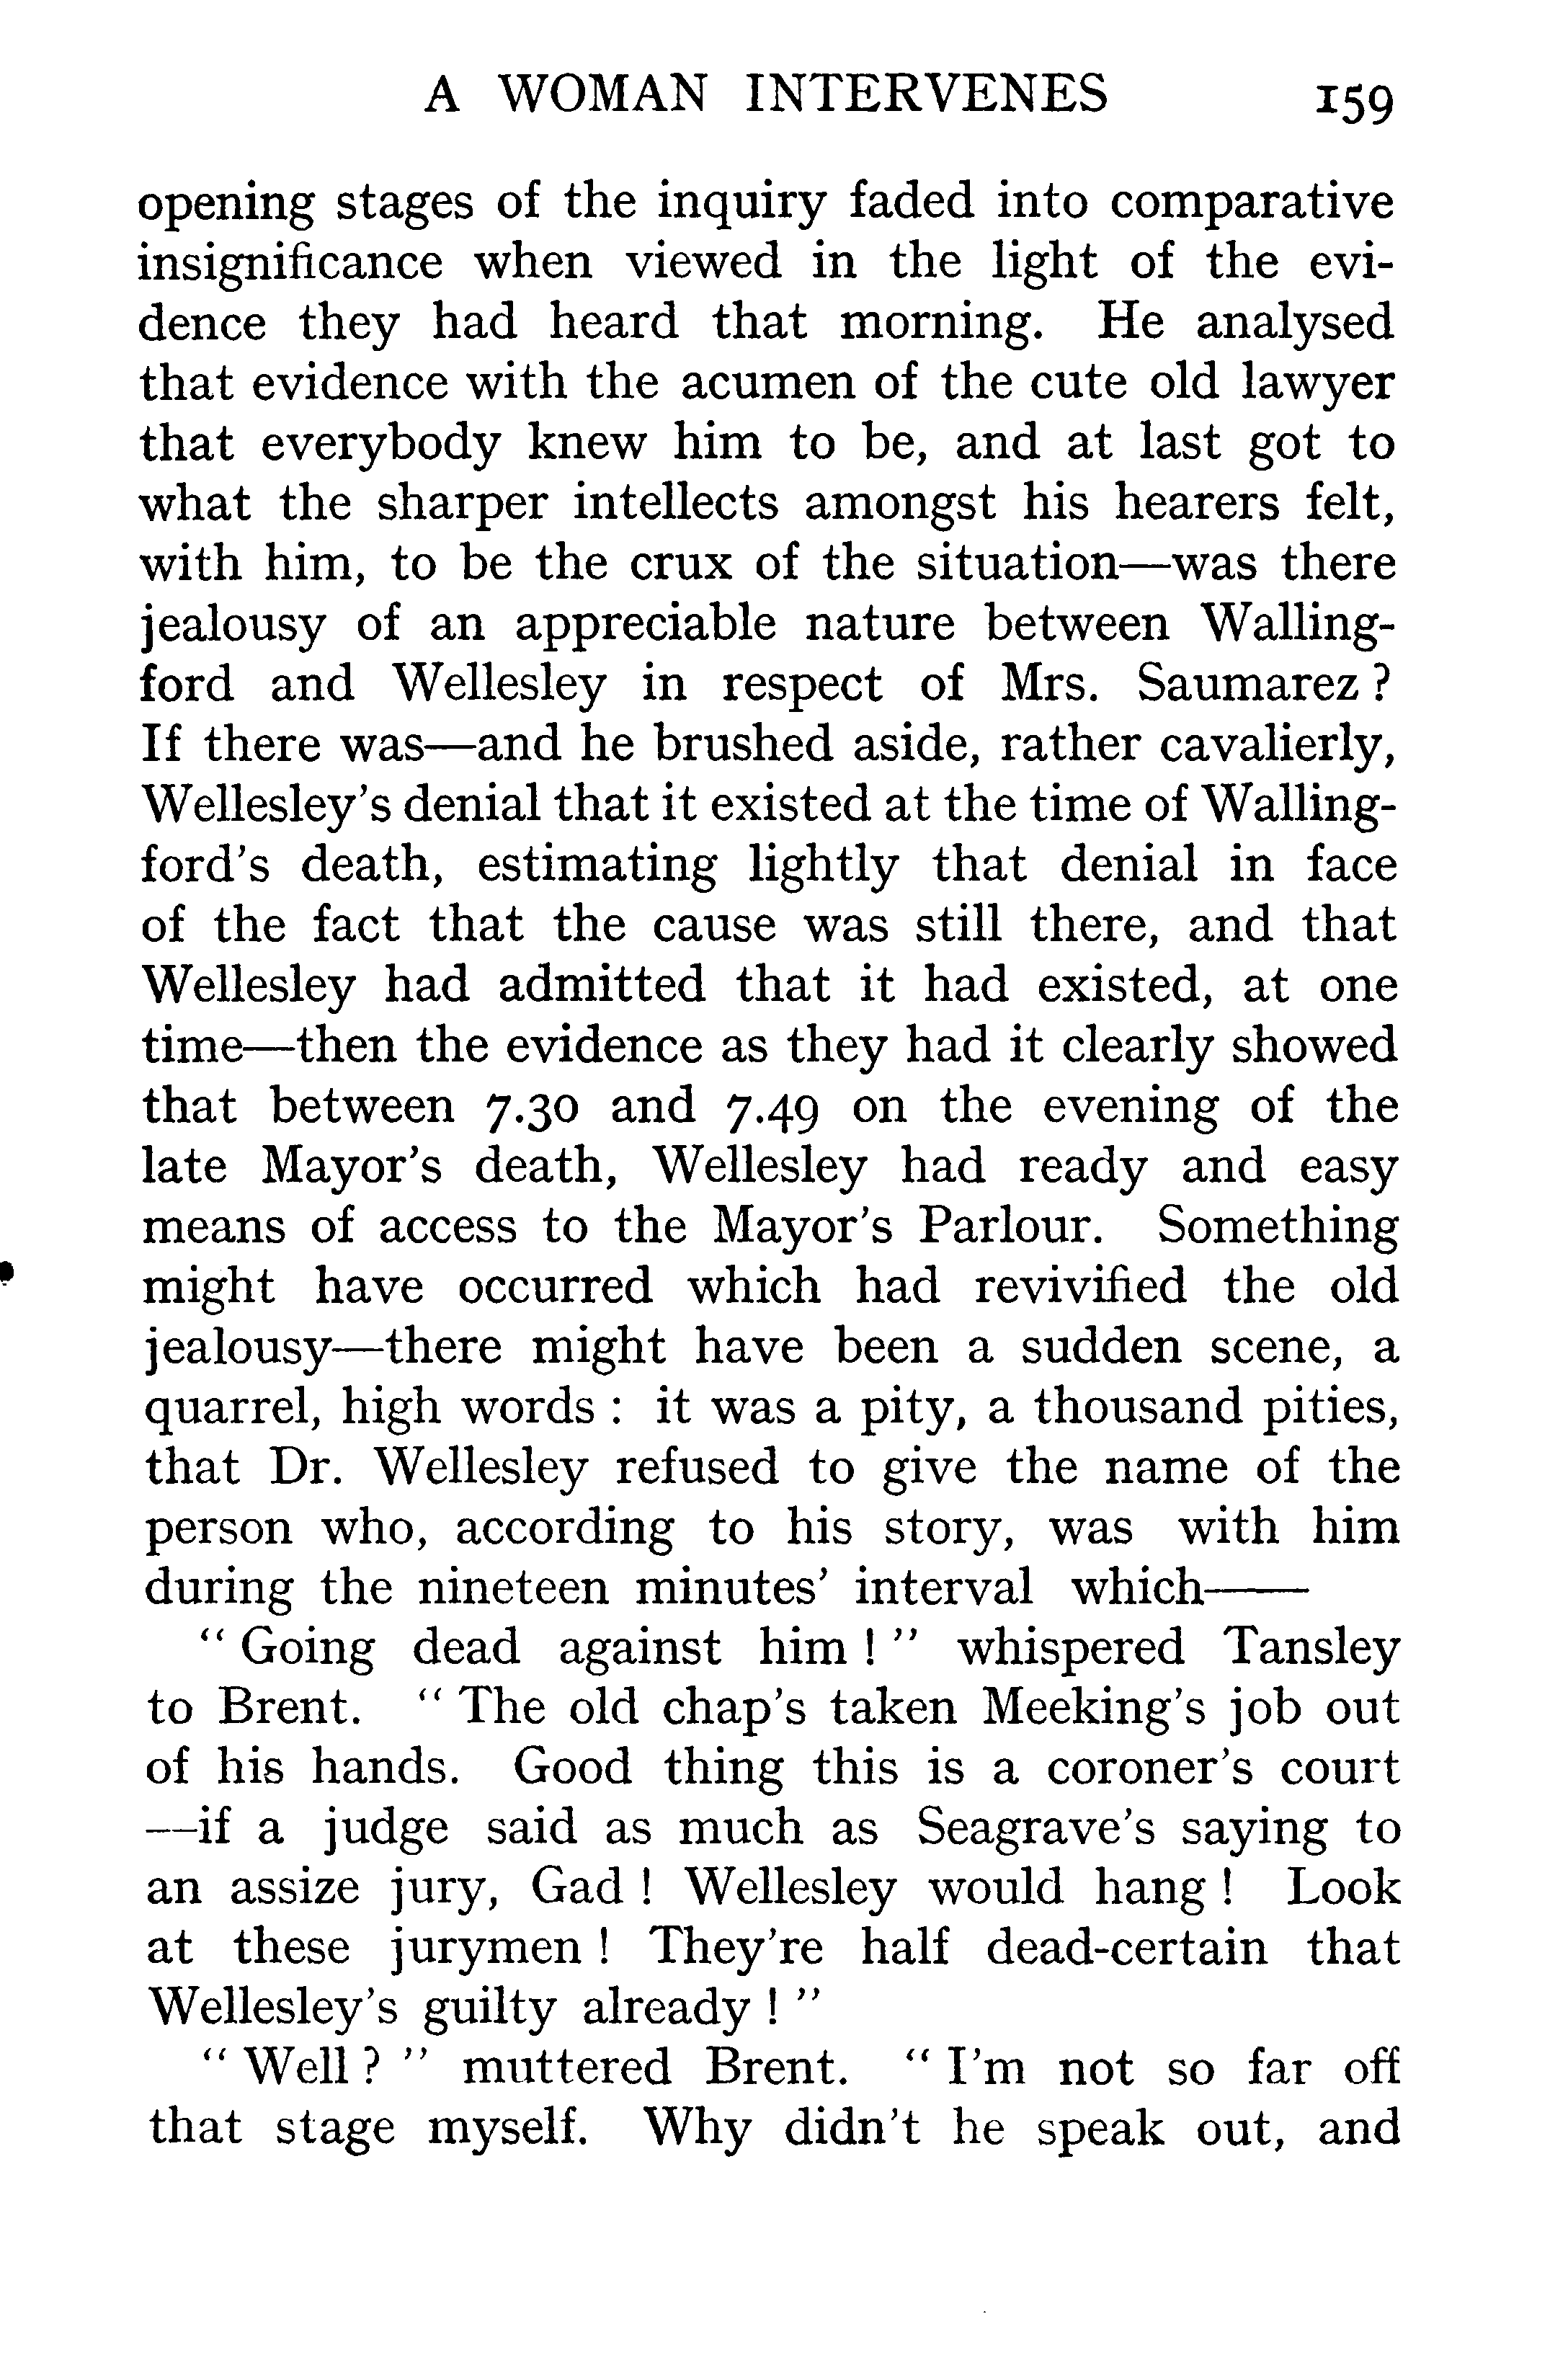 A WOMAN INTERVENES 159
opening stages of the inquiry faded into comparative
insignificance when viewed in the light of the evi-
dence they had heard that morning. He analysed
that evidence with the acumen of the cute old lawyer
that everybody knew him to be, and at last got to
what the sharper intellects amongst his hearers felt,
with him, to be the crux of the situation—was there
jealousy of an appreciable nature between Walling-
ford and Wellesley in respect of Mrs. Saumarez ?
If there was—and he brushed aside, rather cavalierly,
Wellesley's denial that it existed at the time of Walling-
ford's death, estimating lightly that denial in face
of the fact that the cause was still there, and that
Wellesley had admitted that it had existed, at one
time—then the evidence as they had it clearly showed
that between 7.30 and 7.49 on the evening of the
late Mayor's death, Wellesley had ready and easy
means of access to the Mayor's Parlour. Something
might have occurred which had revivified the old
jealousy—there might have been a sudden scene, a
quarrel, high words : it was a pity, a thousand pities,
that Dr. Wellesley refused to give the name of the
person who, according to his story, was with him
during the nineteen minutes' interval which——
“ Going dead against him ! ” whispered Tansley
to Brent. “ The old chap's taken Meeking's job out
of his hands. Good thing this is a coroner's court
—if a judge said as much as Seagrave's saying to
an assize jury, Gad ! Wellesley would hang ! Look
at these jurymen ! They're half dead-certain that
Wellesley's guilty already ! ”
“ Well ? ” muttered Brent. “ I'm not so far off
that stage myself. Why didn't he speak out, and